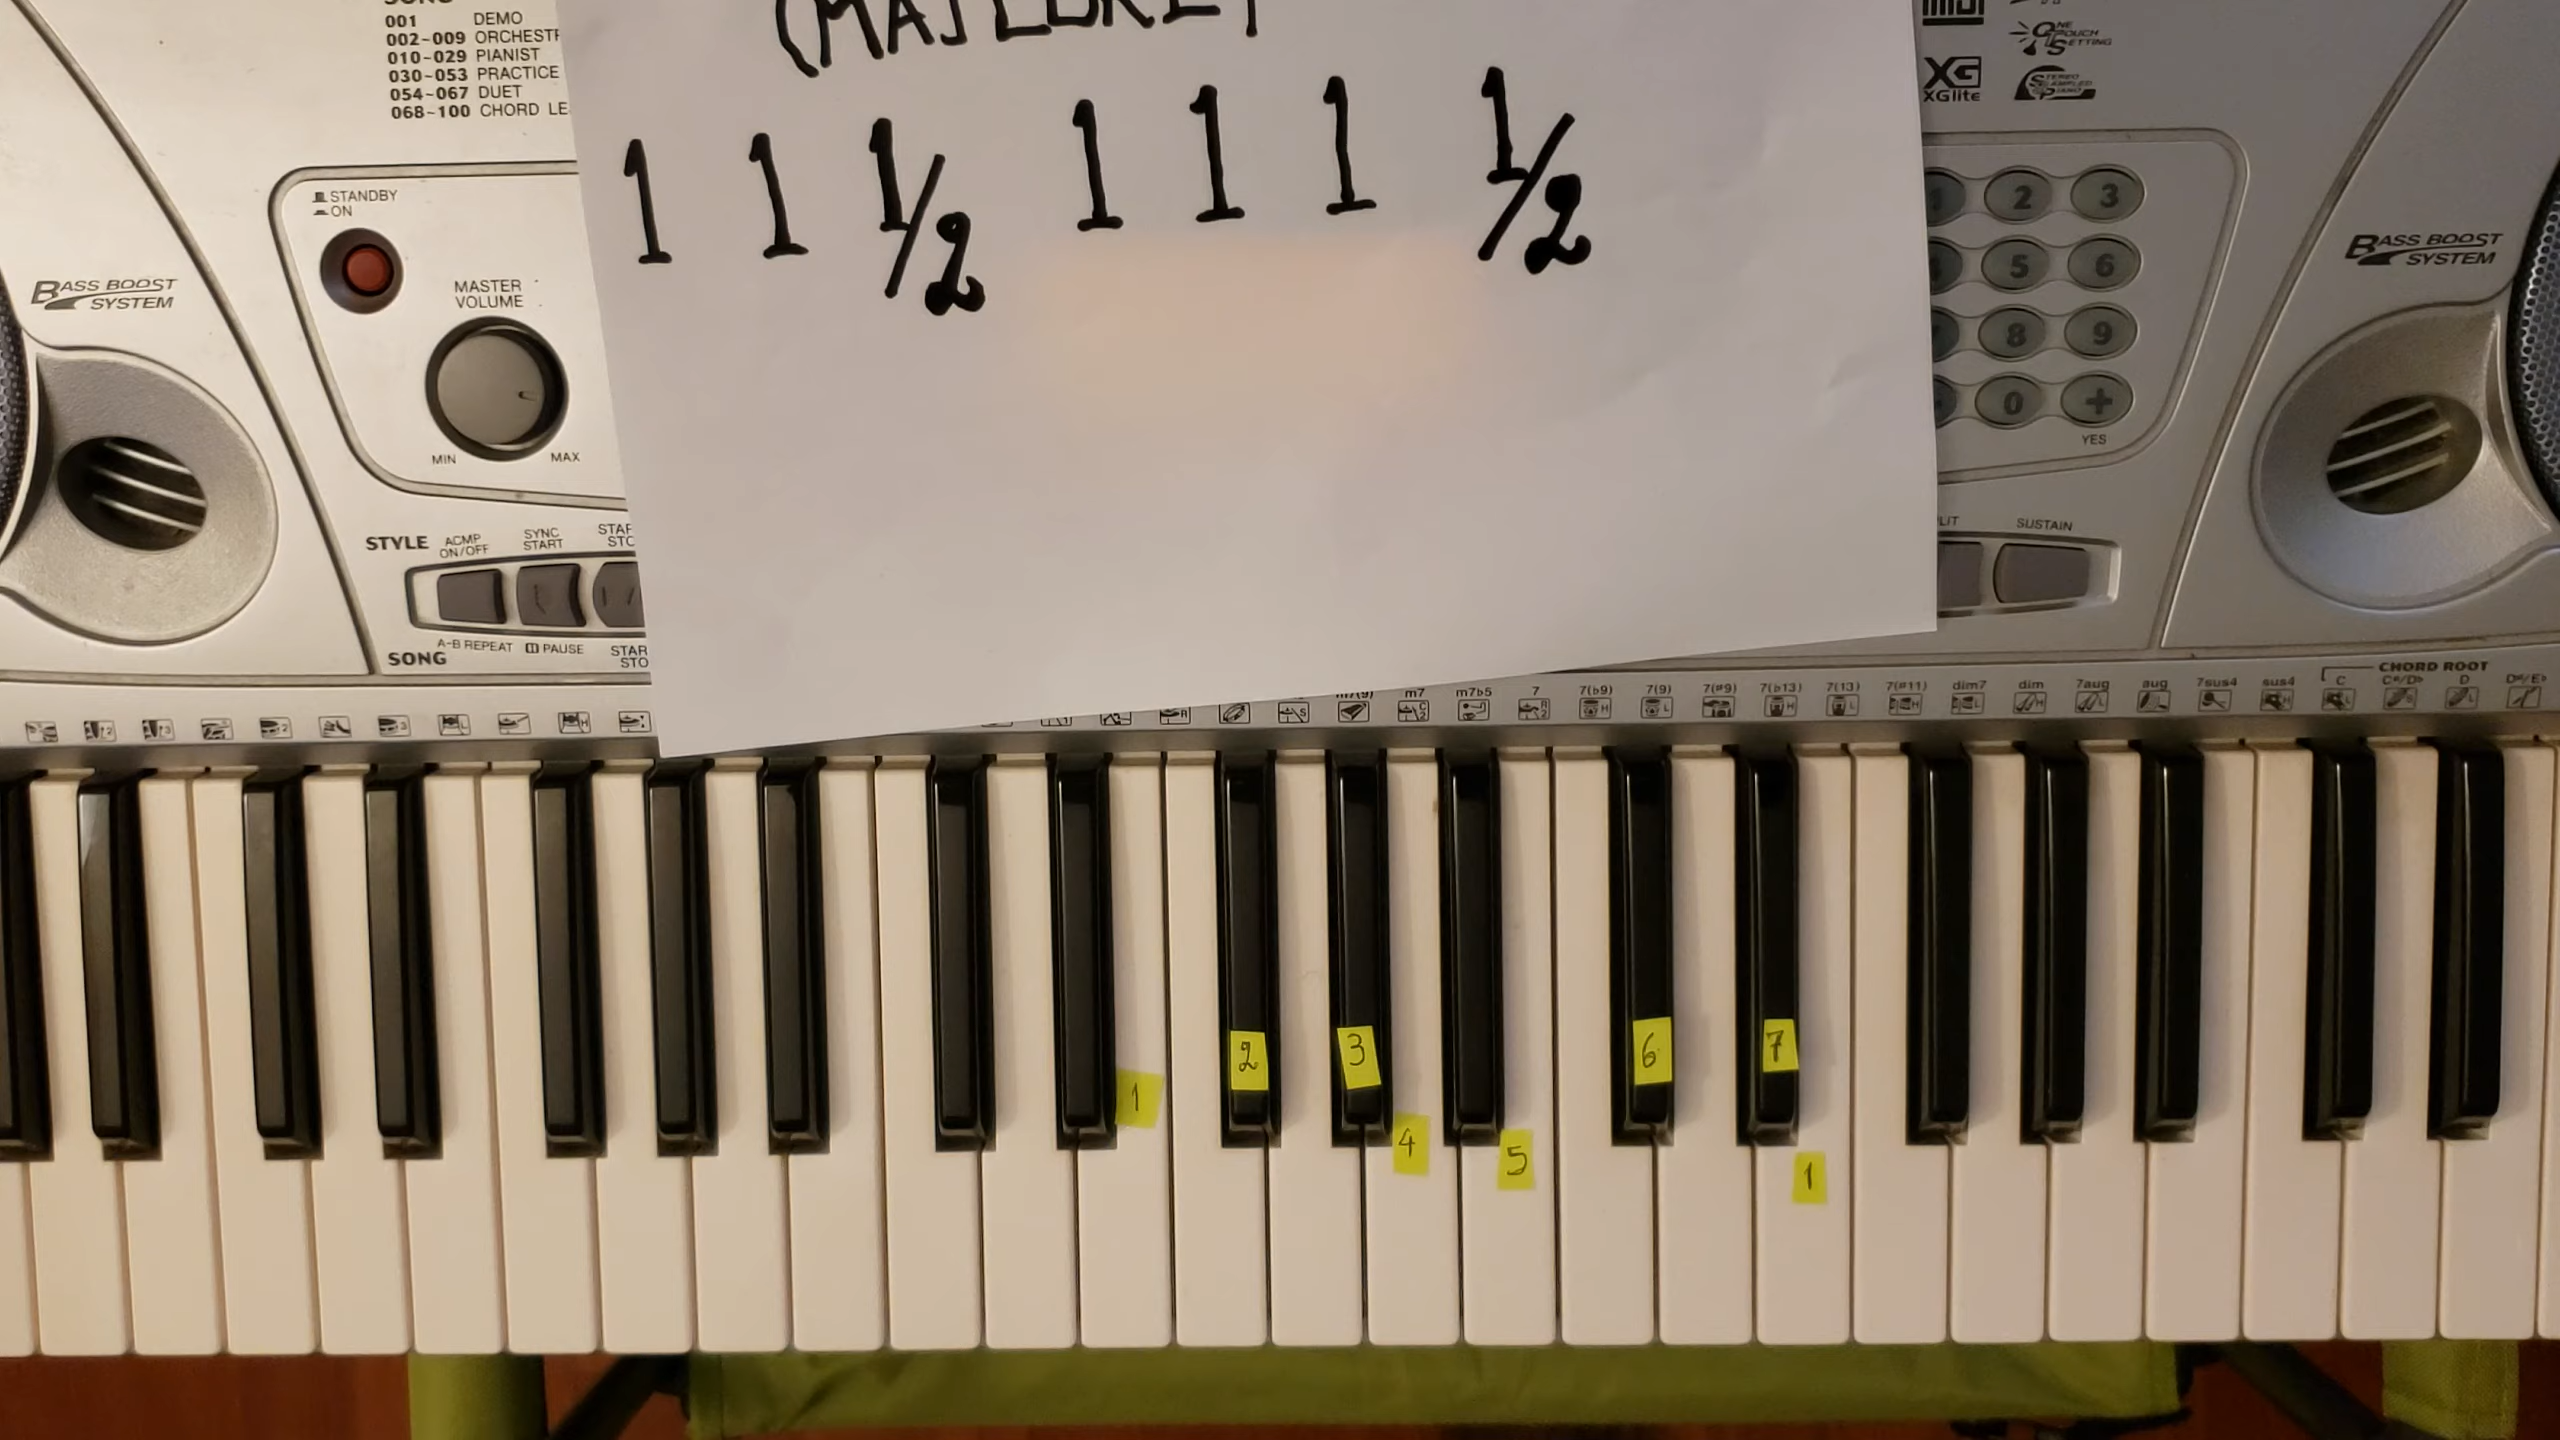 001 DEMO
002~009
010~029 PIANIST
030~053 PRACTICE
054~067 DUET
068~100 CHORD
1 1 1/2 1 1 1 1/2
STANDBY
ON
BASS BOOST
SYSTEM
MASTER
VOLUME
MIN MAX
STYLE
ACMP
ON/OFF
SYNC
START
A-B REPEAT
PAUSE
SONG
XG
XGlite
ONE
TOUCH
SETTING
STEREO
SAMPLED
PIANO
2 3
5 6
8 9
0 +
YES
BASS BOOST
SYSTEM
SUSTAIN
CHORD ROOT
m7 m7b5 7 7(b9) 7(9) 7(#9) 7(b13) 7(13) 7(#11) dim7 dim 7aug aug 7sus4 sus4 C C#/Db D D#/Eb
1 2 3 4 5 6 7 1